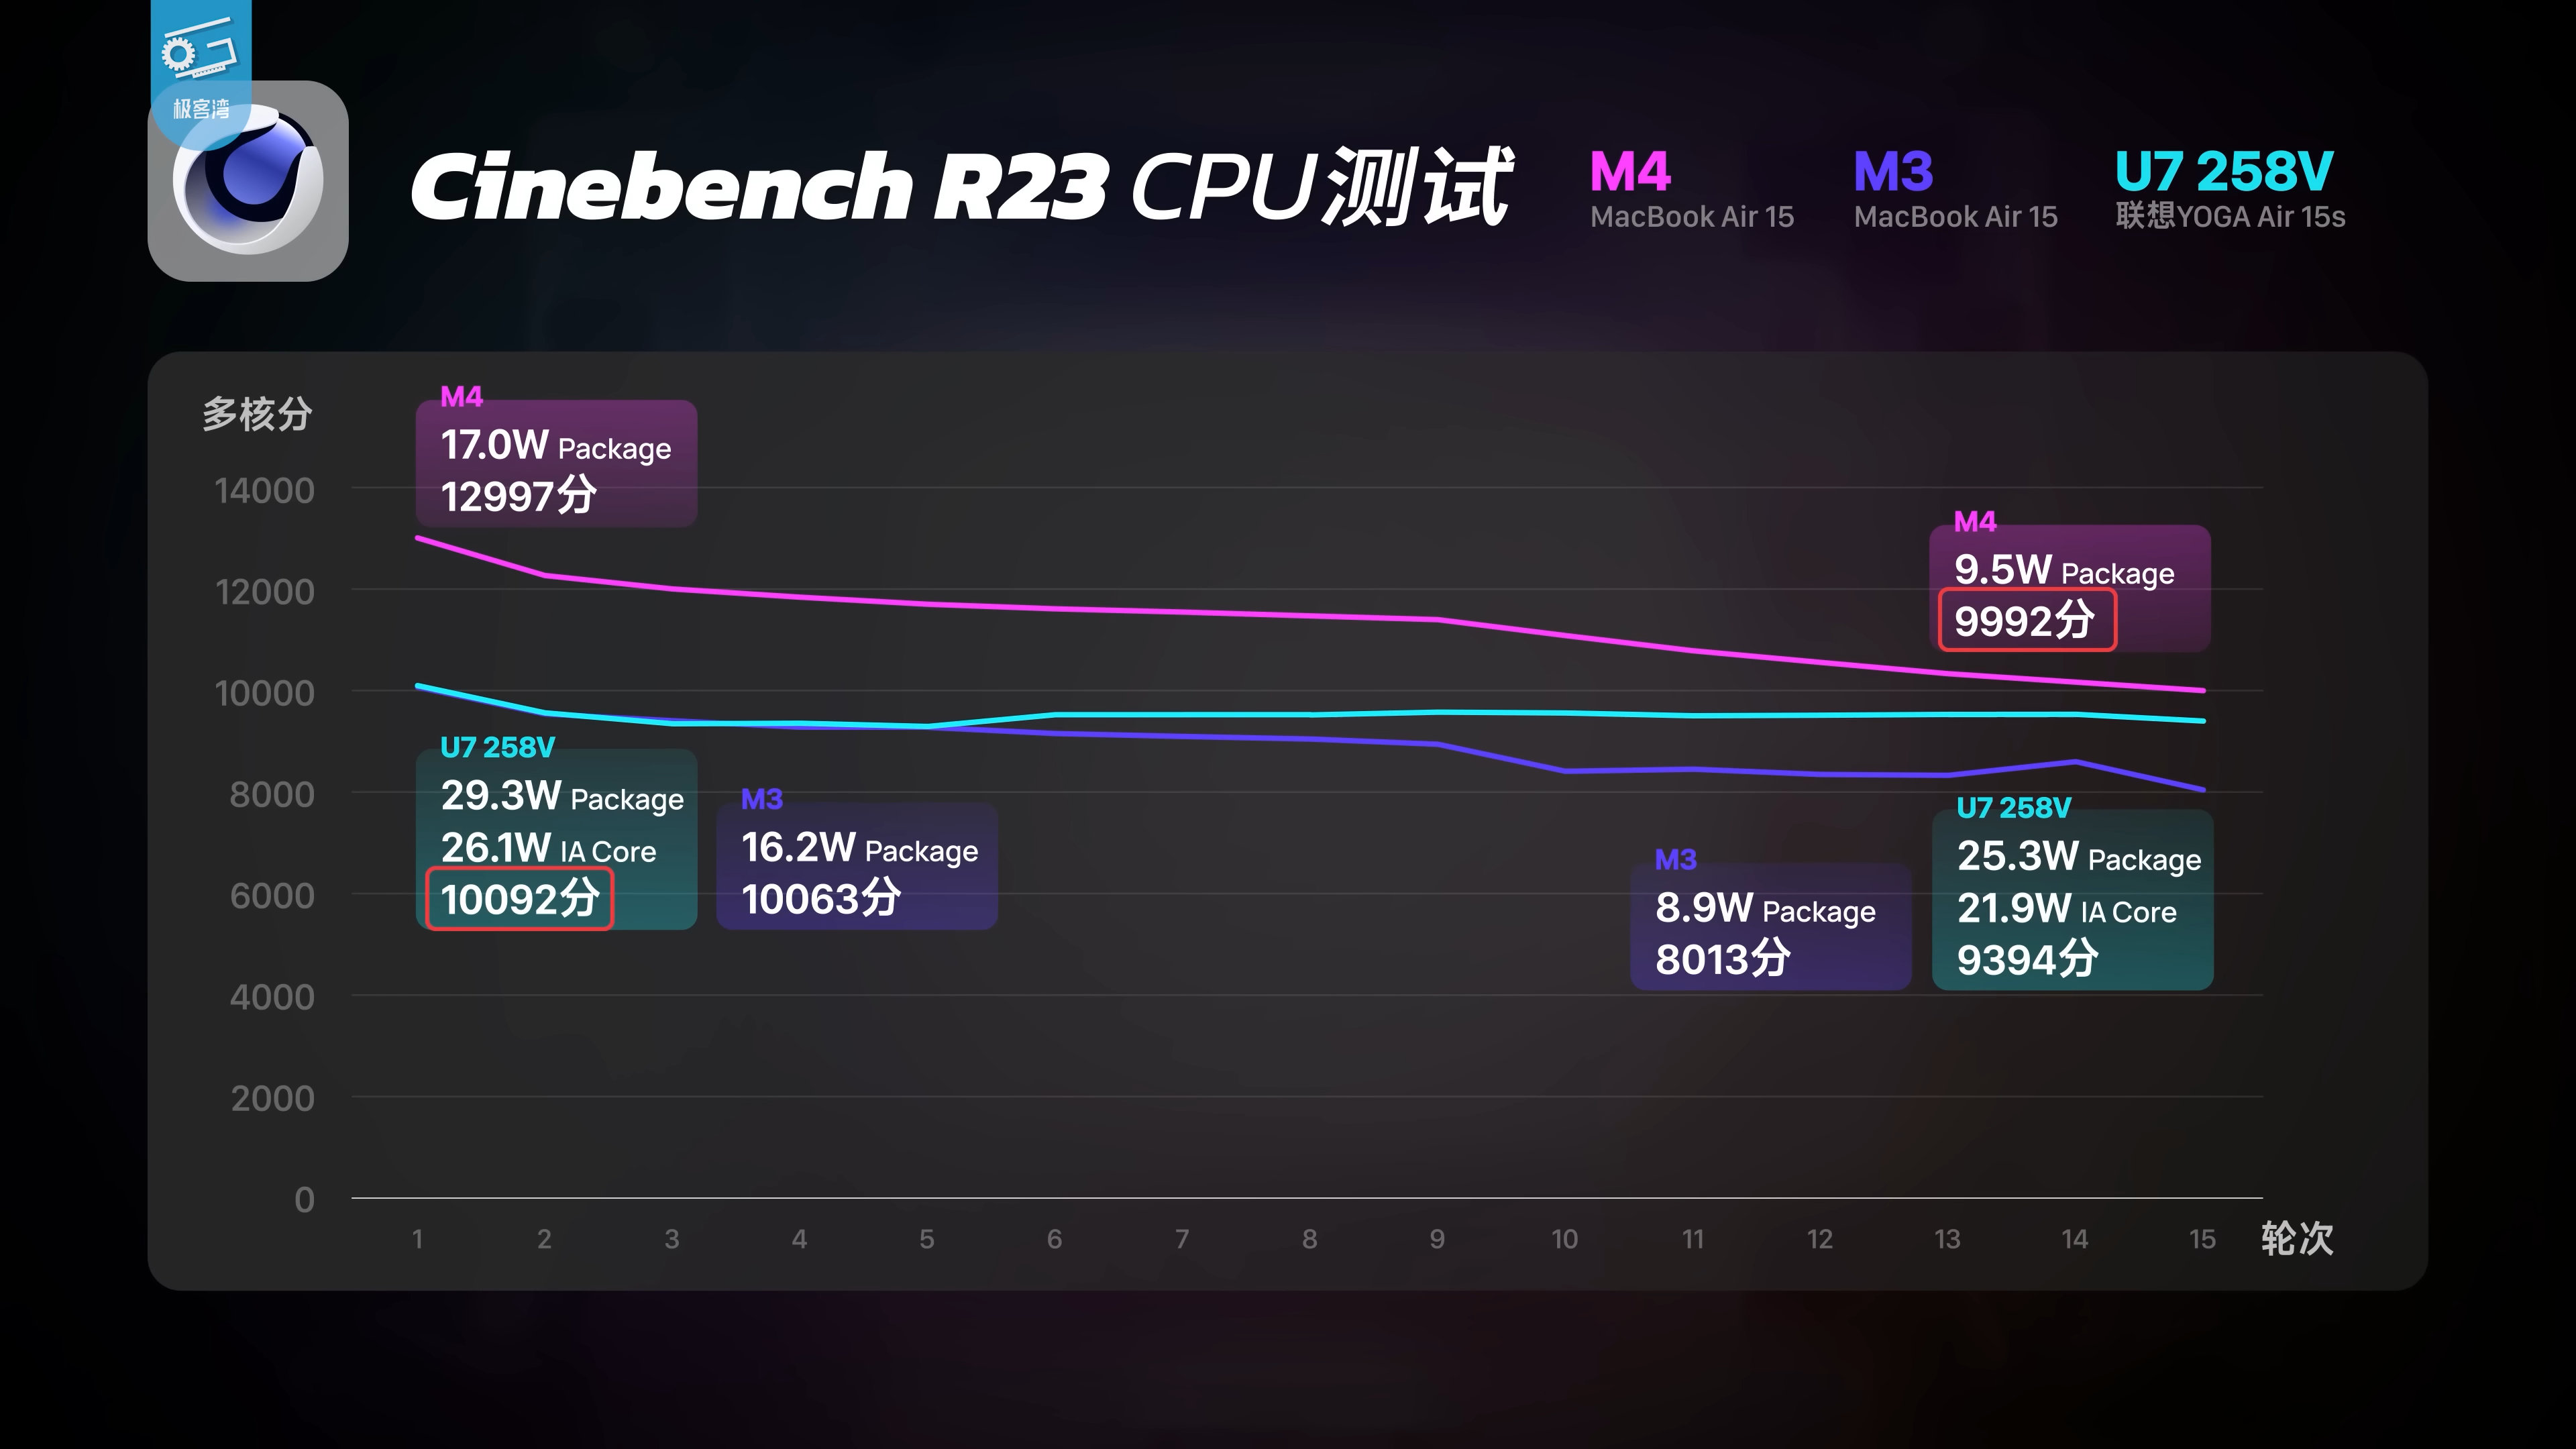 极客湾
Cinebench R23 CPU测试
M4
MacBook Air 15
M3
MacBook Air 15
U7 258V
联想YOGA Air 15s
多核分
14000
12000
10000
8000
6000
4000
2000
0
M4
17.0W Package
12997分
M4
9.5W Package
9992分
U7 258V
29.3W Package
26.1W IA Core
10092分
M3
16.2W Package
10063分
M3
8.9W Package
8013分
U7 258V
25.3W Package
21.9W IA Core
9394分
1 2 3 4 5 6 7 8 9 10 11 12 13 14 15 轮次